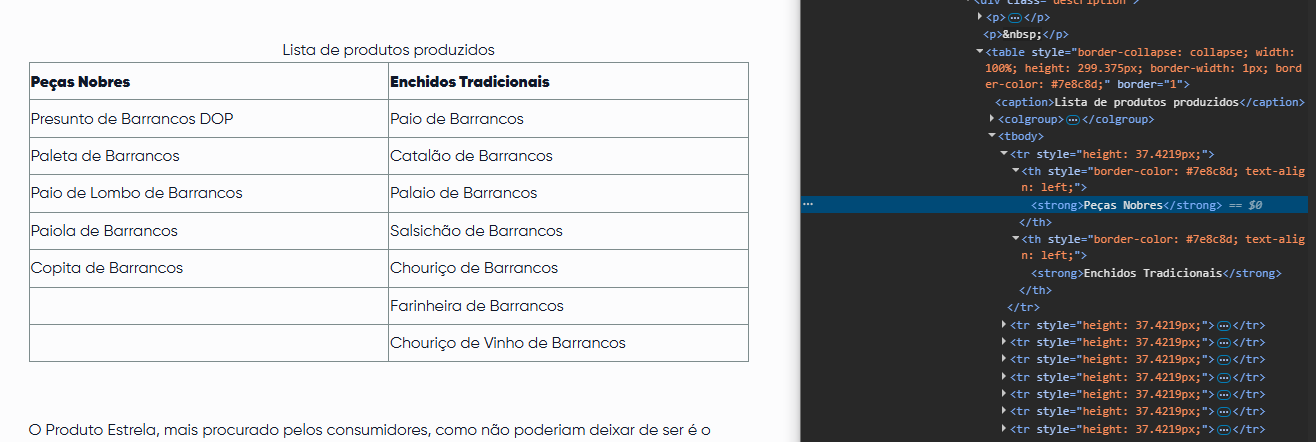 Lista de produtos produzidos
Peças Nobres Enchidos Tradicionais
Presunto de Barrancos DOP Paio de Barrancos
Paleta de Barrancos Catalão de Barrancos
Paio de Lombo de Barrancos Palaio de Barrancos
Paiola de Barrancos Salsichão de Barrancos
Copita de Barrancos Chouriço de Barrancos
Farinheira de Barrancos
Chouriço de Vinho de Barrancos
O Produto Estrela, mais procurado pelos consumidores, como não poderiam deixar de ser é o
<div class="description">
<p>…</p>
<p>&nbsp;</p>
<table style="border-collapse: collapse; width:
100%; height: 299.375px; border-width: 1px; bord
er-color: #7e8c8d;" border="1">
<caption>Lista de produtos produzidos</caption>
<colgroup>…</colgroup>
<tbody>
<tr style="height: 37.4219px;">
<th style="border-color: #7e8c8d; text-alig
n: left;">
… <strong>Peças Nobres</strong> == $0
</th>
<th style="border-color: #7e8c8d; text-alig
n: left;">
<strong>Enchidos Tradicionais</strong>
</th>
</tr>
<tr style="height: 37.4219px;">…</tr>
<tr style="height: 37.4219px;">…</tr>
<tr style="height: 37.4219px;">…</tr>
<tr style="height: 37.4219px;">…</tr>
<tr style="height: 37.4219px;">…</tr>
<tr style="height: 37.4219px;">…</tr>
<tr style="height: 37.4219px;">…</tr>